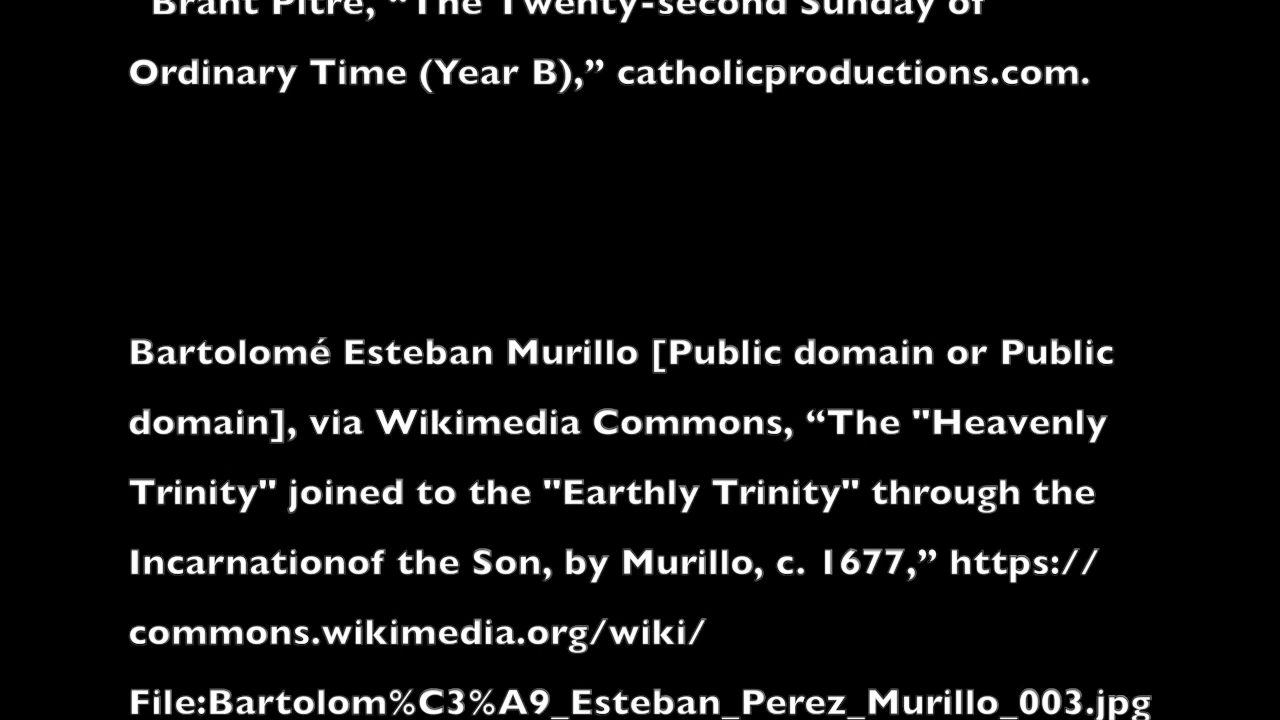 Brant Pitre, “The Twenty-second Sunday of
Ordinary Time (Year B),” catholicproductions.com.
Bartolomé Esteban Murillo [Public domain or Public
domain], via Wikimedia Commons, “The "Heavenly
Trinity" joined to the "Earthly Trinity" through the
Incarnationof the Son, by Murillo, c. 1677,” https://
commons.wikimedia.org/wiki/
File:Bartolom%C3%A9_Esteban_Perez_Murillo_003.jpg